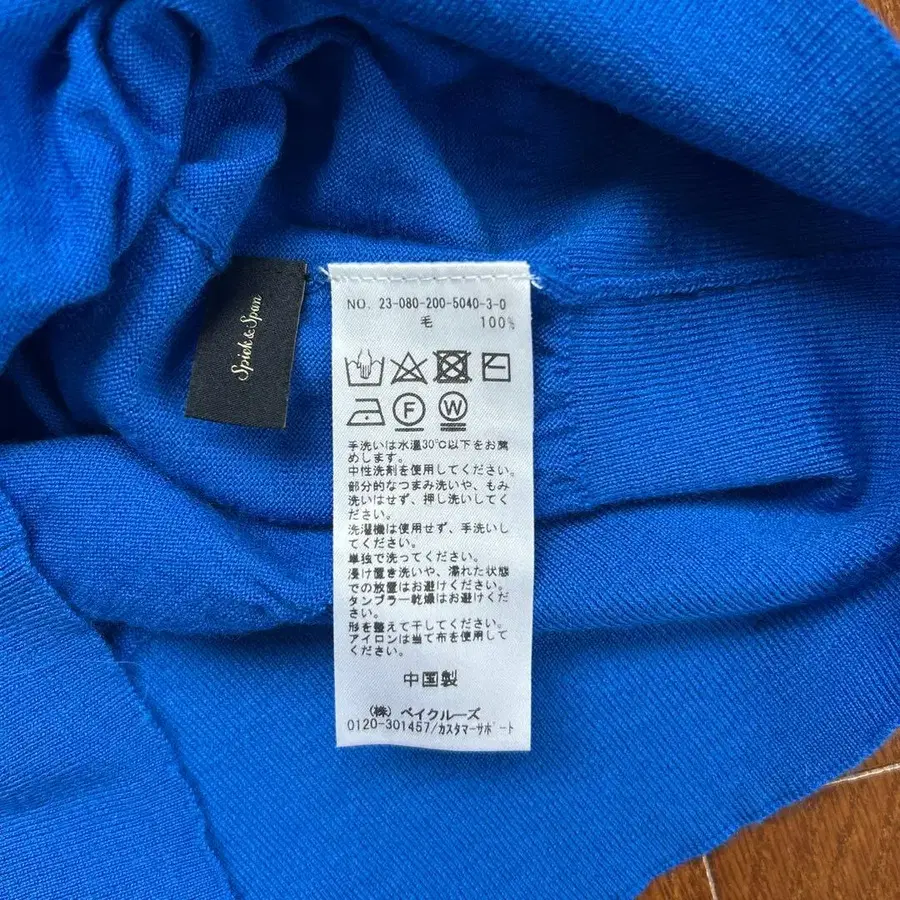 Spick & Span
NO. 23-080-200-5040-3-0
毛 100%
F W
手洗いは水温30℃以下をお薦
めします。
中性洗剤を使用してください。
部分的なつまみ洗いや、もみ
洗いはせず、押し洗いしてく
ださい。
洗濯機は使用せず、手洗いし
てください。
単独で洗ってください。
浸け置き洗いや、濡れた状態
での放置はお避けください。
タンブラー乾燥はお避けくだ
さい。
形を整えて干してください。
アイロンは当て布を使用して
ください。
中国製
(株) ベイクルーズ
0120-301457/カスタマーサポート